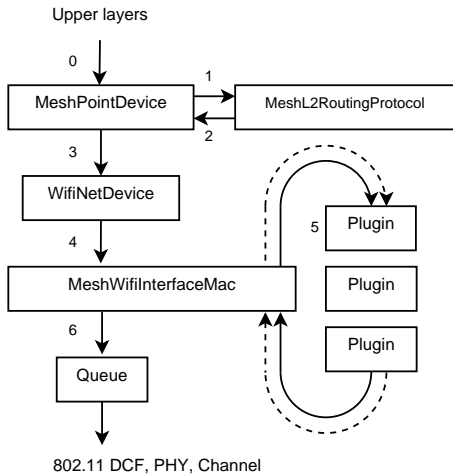 Upper layers
0
1
MeshPointDevice
MeshL2RoutingProtocol
2
3
WifiNetDevice
5
Plugin
4
MeshWifiInterfaceMac
Plugin
6
Plugin
Queue
802.11 DCF, PHY, Channel